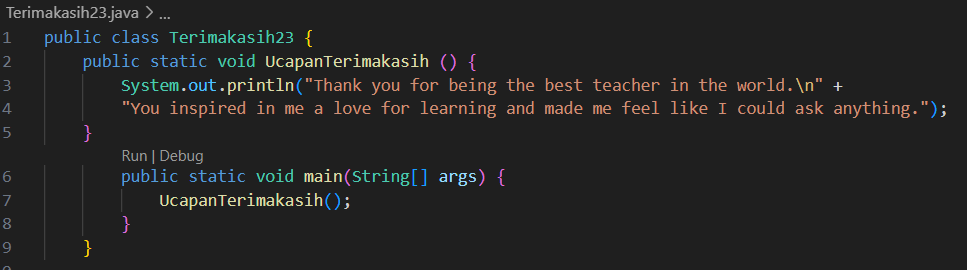 Terimakasih23.java > ...
1 public class Terimakasih23 {
2 public static void UcapanTerimakasih () {
3 System.out.println("Thank you for being the best teacher in the world.\n" +
4 "You inspired in me a love for learning and made me feel like I could ask anything.");
5 }
Run | Debug
6 public static void main(String[] args) {
7 UcapanTerimakasih();
8 }
9 }